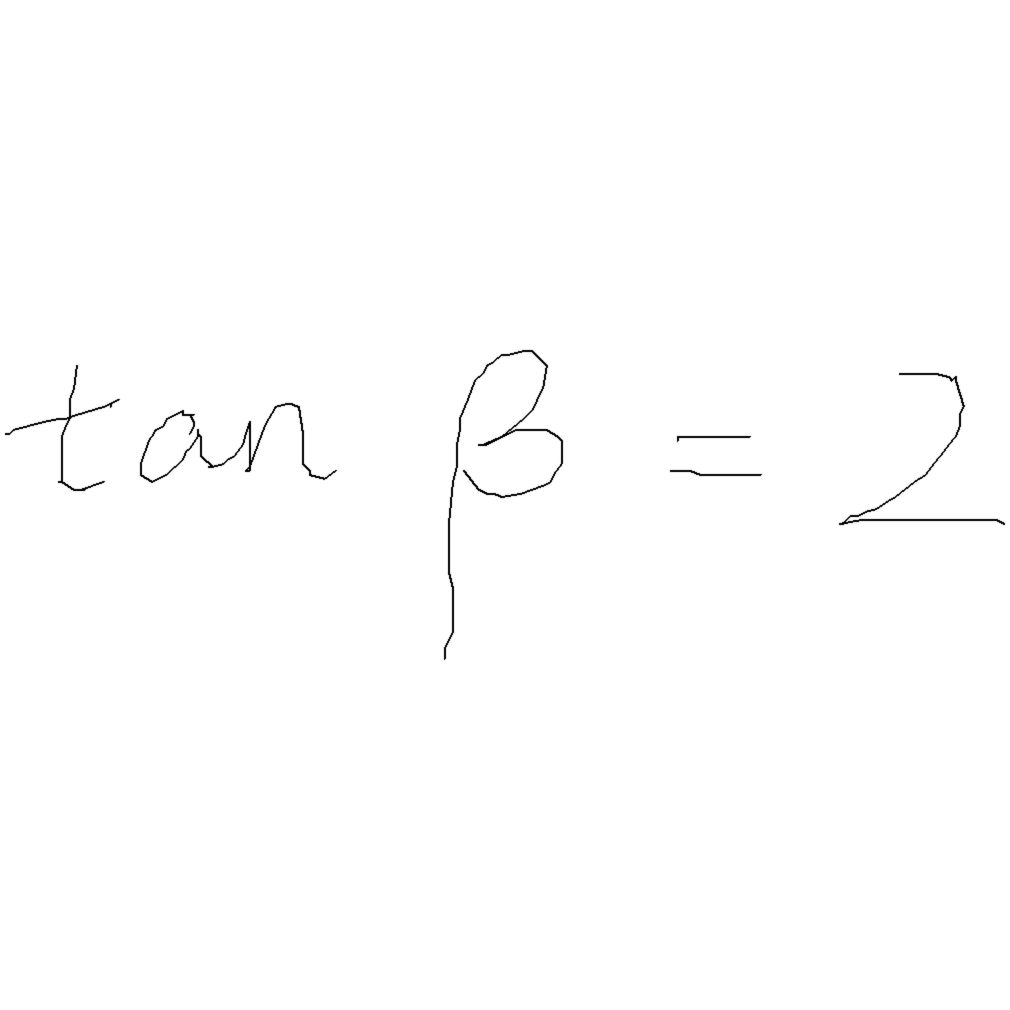 tan β = 2